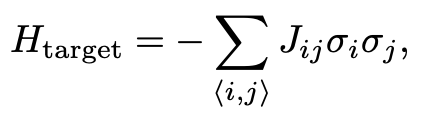 H_target = − ∑_⟨i,j⟩ J_ij σ_i σ_j,